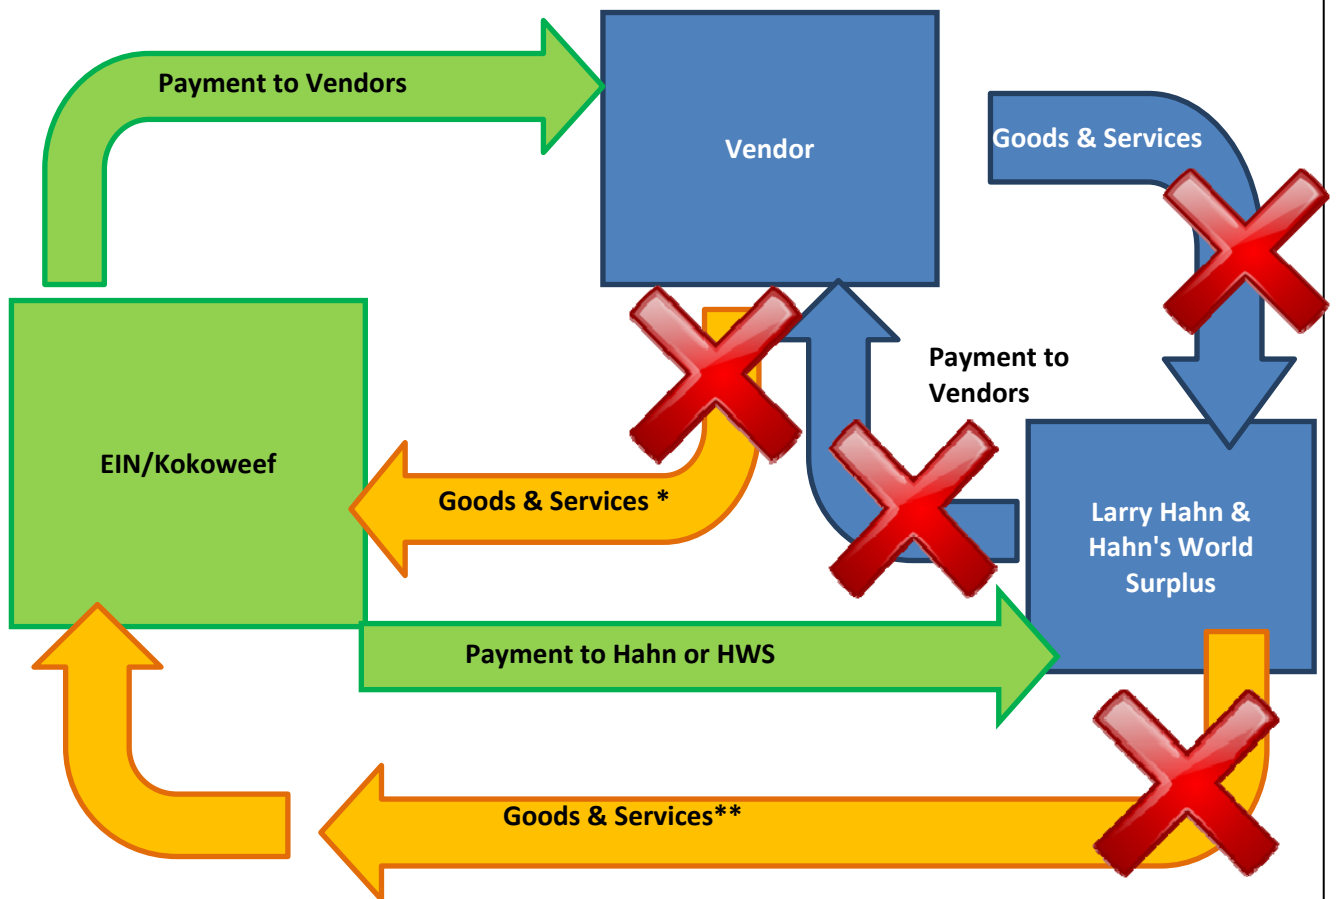 Payment to Vendors
Vendor
Goods & Services
Payment to
Vendors
EIN/Kokoweef
Goods & Services *
Larry Hahn &
Hahn's World
Surplus
Payment to Hahn or HWS
Goods & Services**